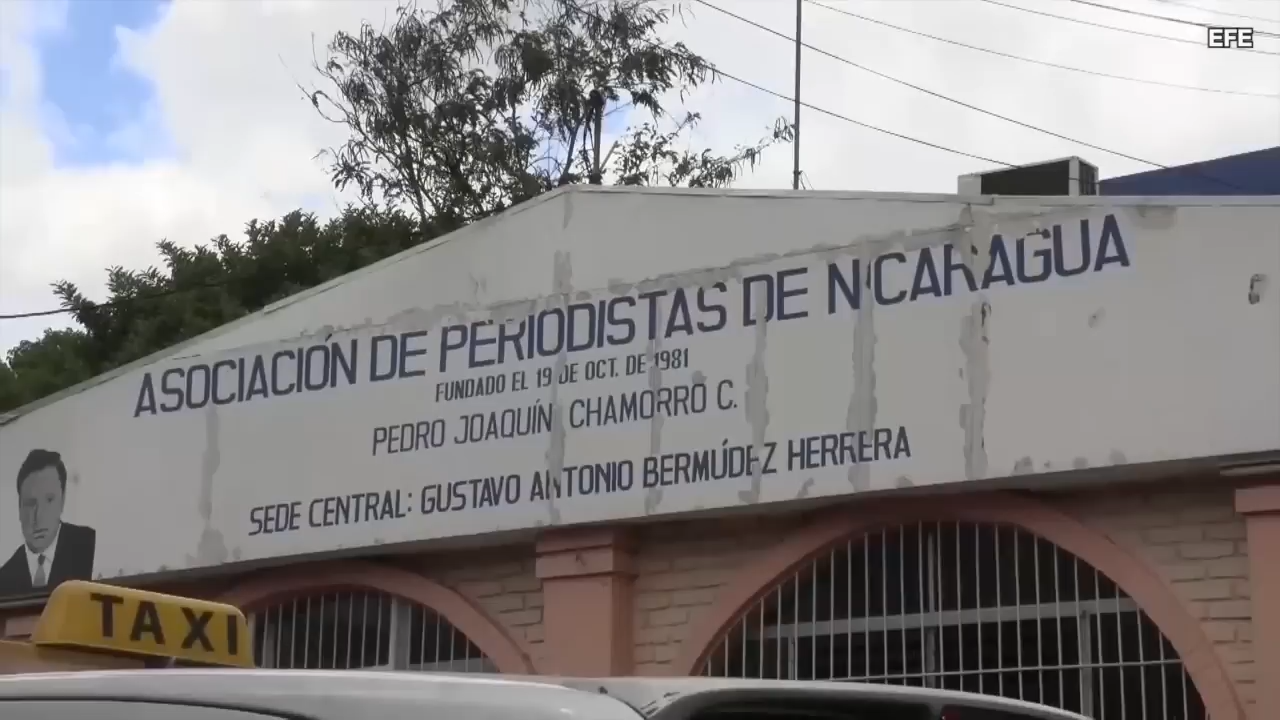 EFE
ASOCIACIÓN DE PERIODISTAS DE NICARAGUA
FUNDADO EL 19 DE OCT. DE 1981
PEDRO JOAQUÍN CHAMORRO C.
SEDE CENTRAL: GUSTAVO ANTONIO BERMÚDEZ HERRERA
TAXI